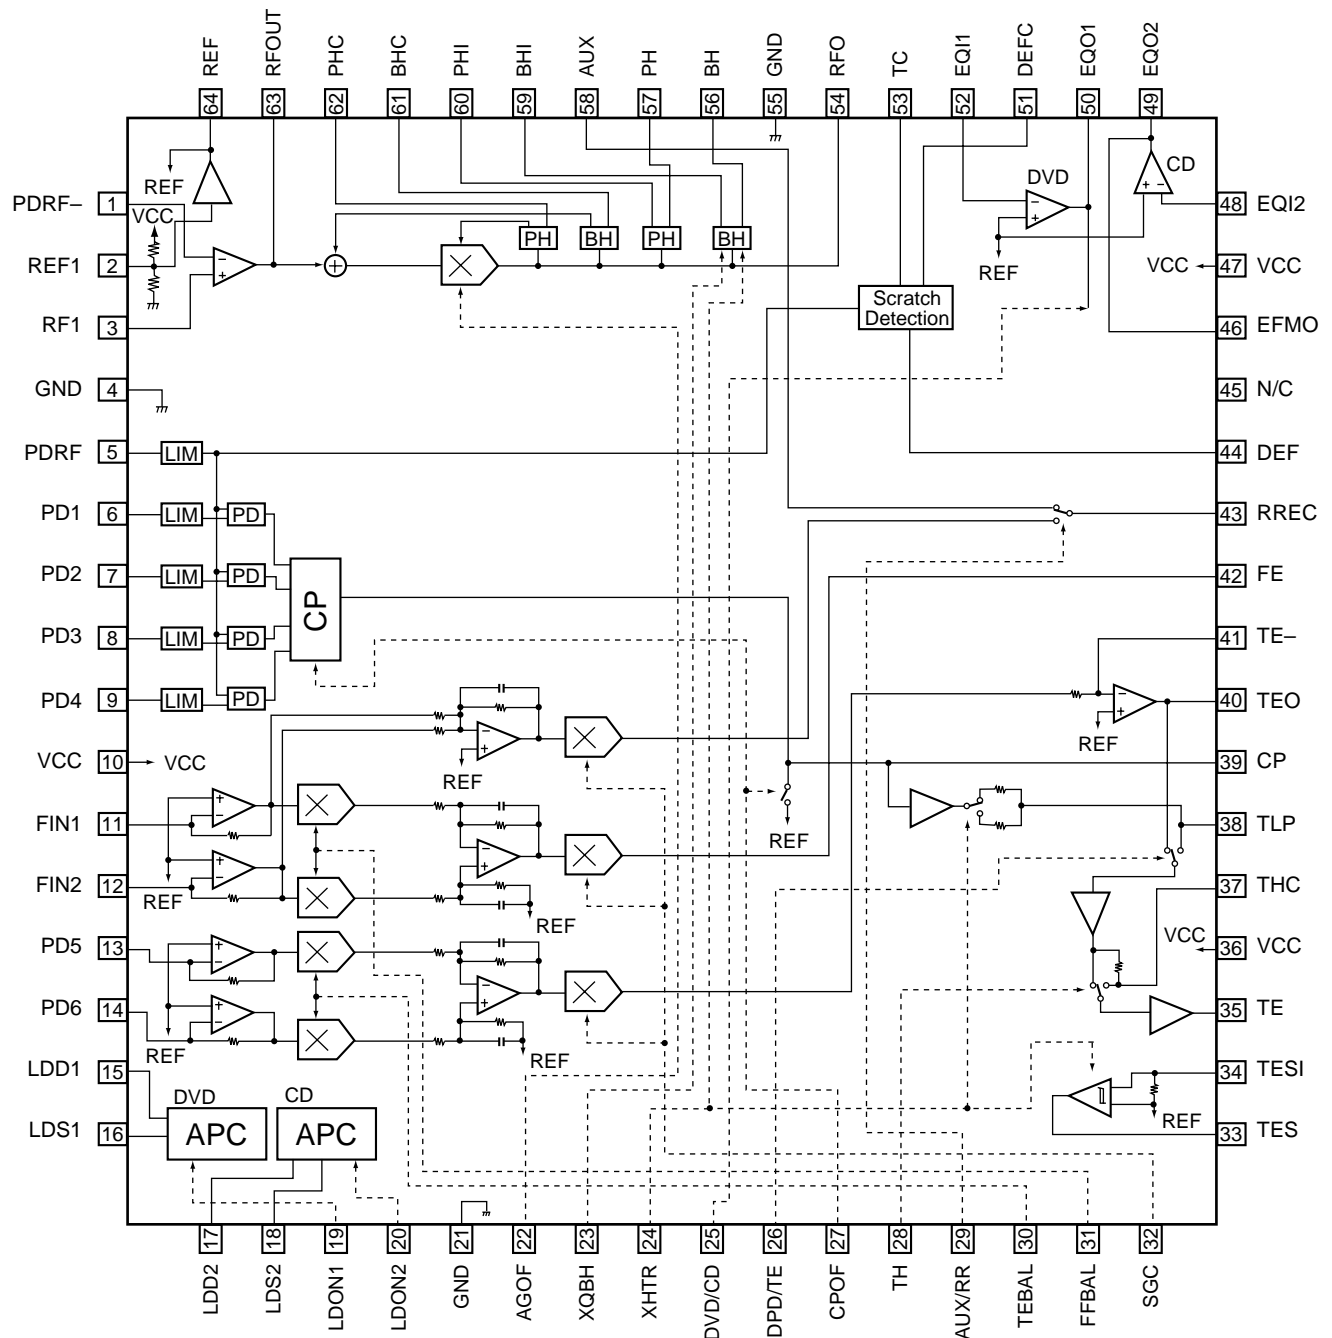 REF RFOUT PHC BHC PHI BHI AUX PH BH GND RFO TC EQI1 DEFC EQO1 EQO2
64 63 62 61 60 59 58 57 56 55 54 53 52 51 50 49
PDRF– 1
REF
VCC
DVD
CD
48 EQI2
PH BH PH BH
REF1 2
REF
VCC
47 VCC
RF1 3
Scratch
Detection
46 EFMO
GND 4
45 N/C
PDRF 5 LIM
44 DEF
PD1 6 LIM PD
43 RREC
PD2 7 LIM PD
42 FE
CP
PD3 8 LIM PD
41 TE–
PD4 9 LIM PD
40 TEO
REF
VCC 10 VCC
REF
39 CP
FIN1 11
REF
38 TLP
FIN2 12 REF
37 THC
REF
PD5 13
VCC
36 VCC
PD6 14
35 TE
REF
REF
LDD1 15
34 TESI
DVD
CD
REF
LDS1 16 APC APC
33 TES
17 18 19 20 21 22 23 24 25 26 27 28 29 30 31 32
LDD2 LDS2 LDON1 LDON2 GND AGOF XQBH XHTR DVD/CD DPD/TE CPOF TH AUX/RR TEBAL FFBAL SGC